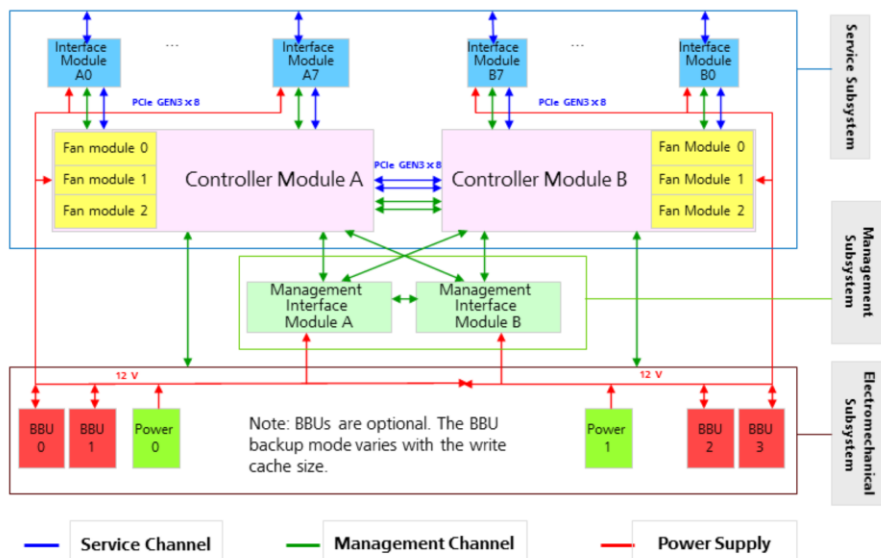 Interface
Module
A0
...
Interface
Module
A7
Interface
Module
B7
...
Interface
Module
B0
PCIe GEN3×8
PCIe GEN3×8
Fan module 0
Fan module 1
Fan module 2
Controller Module A
PCIe GEN3×8
Controller Module B
Fan Module 0
Fan Module 1
Fan Module 2
Service Subsystem
Management
Interface
Module A
Management
Interface
Module B
Management
Subsystem
12 V
12 V
BBU
0
BBU
1
Power
0
Note: BBUs are optional. The BBU
backup mode varies with the write
cache size.
Power
1
BBU
2
BBU
3
Electromechanical
Subsystem
Service Channel
Management Channel
Power Supply